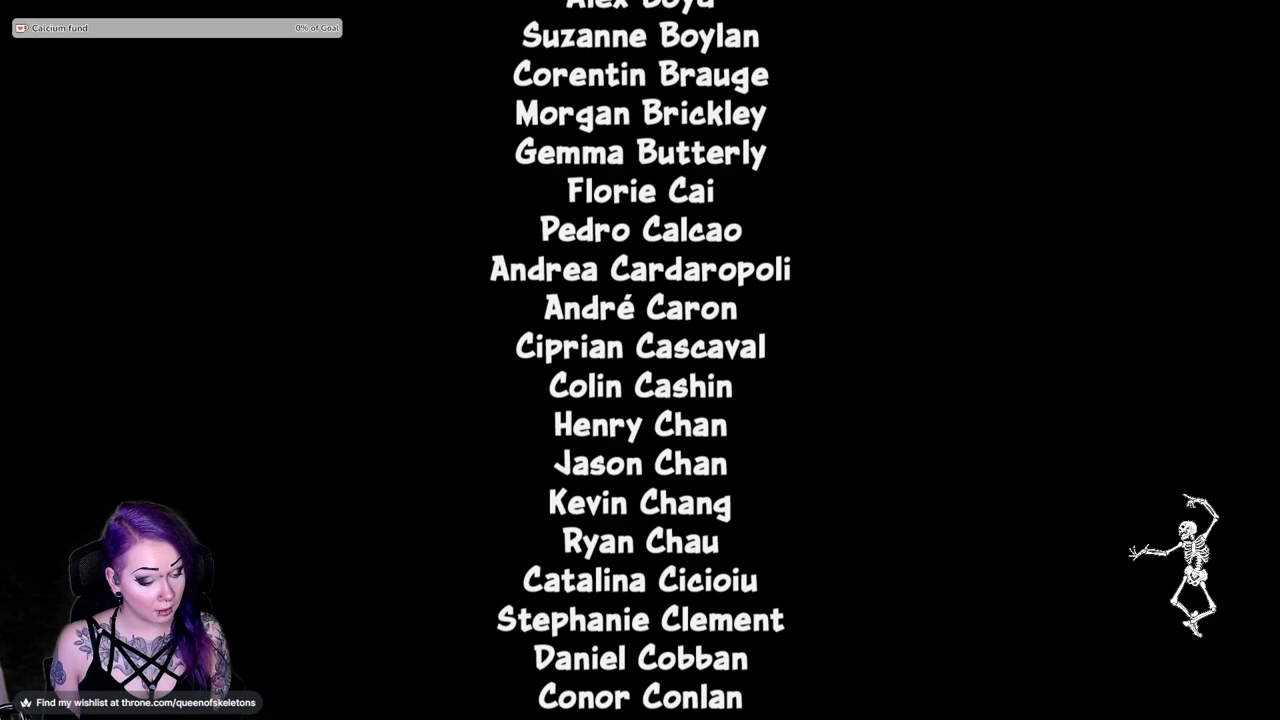 Calcium fund
0% of Goal
Alex Boyd
Suzanne Boylan
Corentin Brauge
Morgan Brickley
Gemma Butterly
Florie Cai
Pedro Calcao
Andrea Cardaropoli
André Caron
Ciprian Cascaval
Colin Cashin
Henry Chan
Jason Chan
Kevin Chang
Ryan Chau
Catalina Cicioiu
Stephanie Clement
Daniel Cobban
Conor Conlan
Find my wishlist at throne.com/queenofskeletons